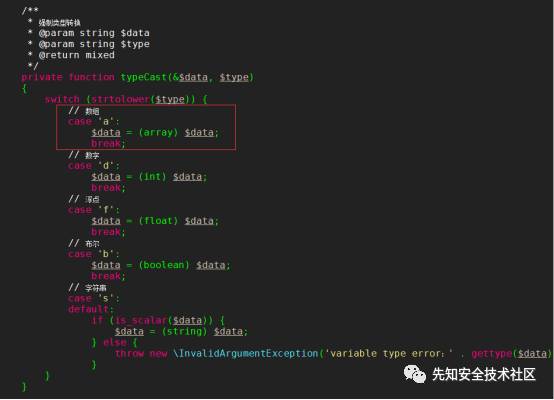 /**
 * 强制类型转换
 * @param string $data
 * @param string $type
 * @return mixed
 */
private function typeCast(&$data, $type)
{
    switch (strtolower($type)) {
        // 数组
        case 'a':
            $data = (array) $data;
            break;
        // 数字
        case 'd':
            $data = (int) $data;
            break;
        // 浮点
        case 'f':
            $data = (float) $data;
            break;
        // 布尔
        case 'b':
            $data = (boolean) $data;
            break;
        // 字符串
        case 's':
        default:
            if (is_scalar($data)) {
                $data = (string) $data;
            } else {
                throw new \InvalidArgumentException('variable type error:' . gettype($data)
            }
    }
}
先知安全技术社区